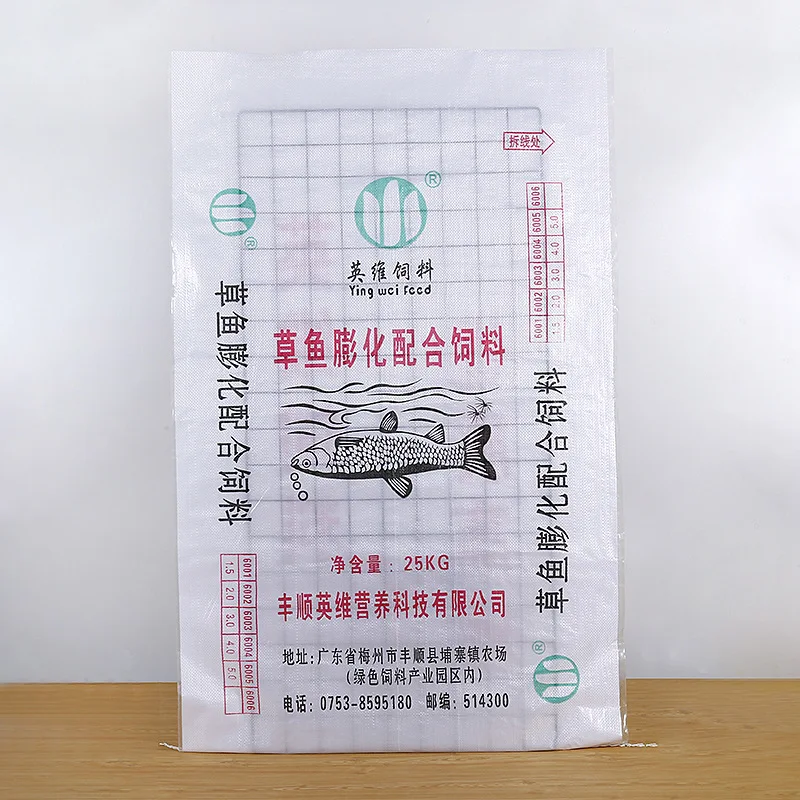 拆线处
®
英维饲料
Ying wei Feed
草鱼膨化配合饲料
净含量：25KG
丰顺英维营养科技有限公司
地址：广东省梅州市丰顺县埔寨镇农场
（绿色饲料产业园区内）
电话：0753-8595180 邮编：514300
®
草鱼膨化配合饲料
6001 6002 6003 6004 6005 6006
1.5 2.0 3.0 4.0 5.0
6001 6002 6003 6004 6005 6006
1.5 2.0 3.0 4.0 5.0
草鱼膨化配合饲料
®